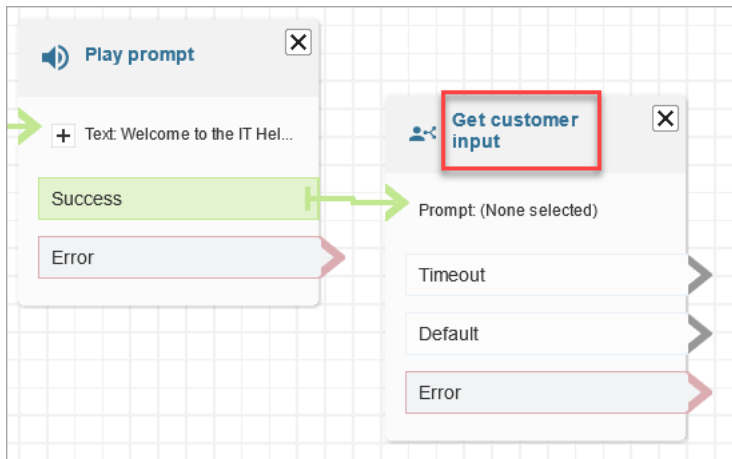 Play prompt
Text: Welcome to the IT Hel...
Success
Error
Get customer
input
Prompt: (None selected)
Timeout
Default
Error